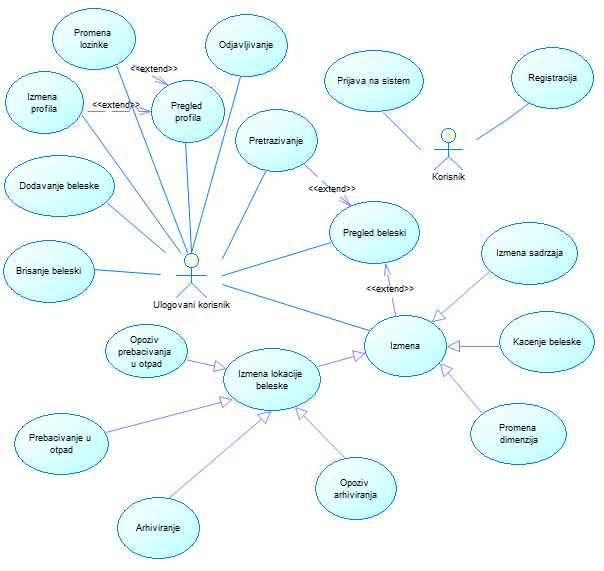 Promena
lozinke
Odjavljivanje
<<extend>>
Prijava na sistem
Registracija
Izmena
profila
<<extend>>
Pregled
profila
Pretrazivanje
Korisnik
Dodavanje beleske
<<extend>>
Pregled beleski
Izmena sadrzaja
Brisanje beleski
Ulogovani korisnik
<<extend>>
Opoziv
prebacivanja
u otpad
Izmena
Kacenje beleske
Izmena lokacije
beleske
Prebacivanje u
otpad
Promena
dimenzija
Opoziv
arhiviranja
Arhiviranje